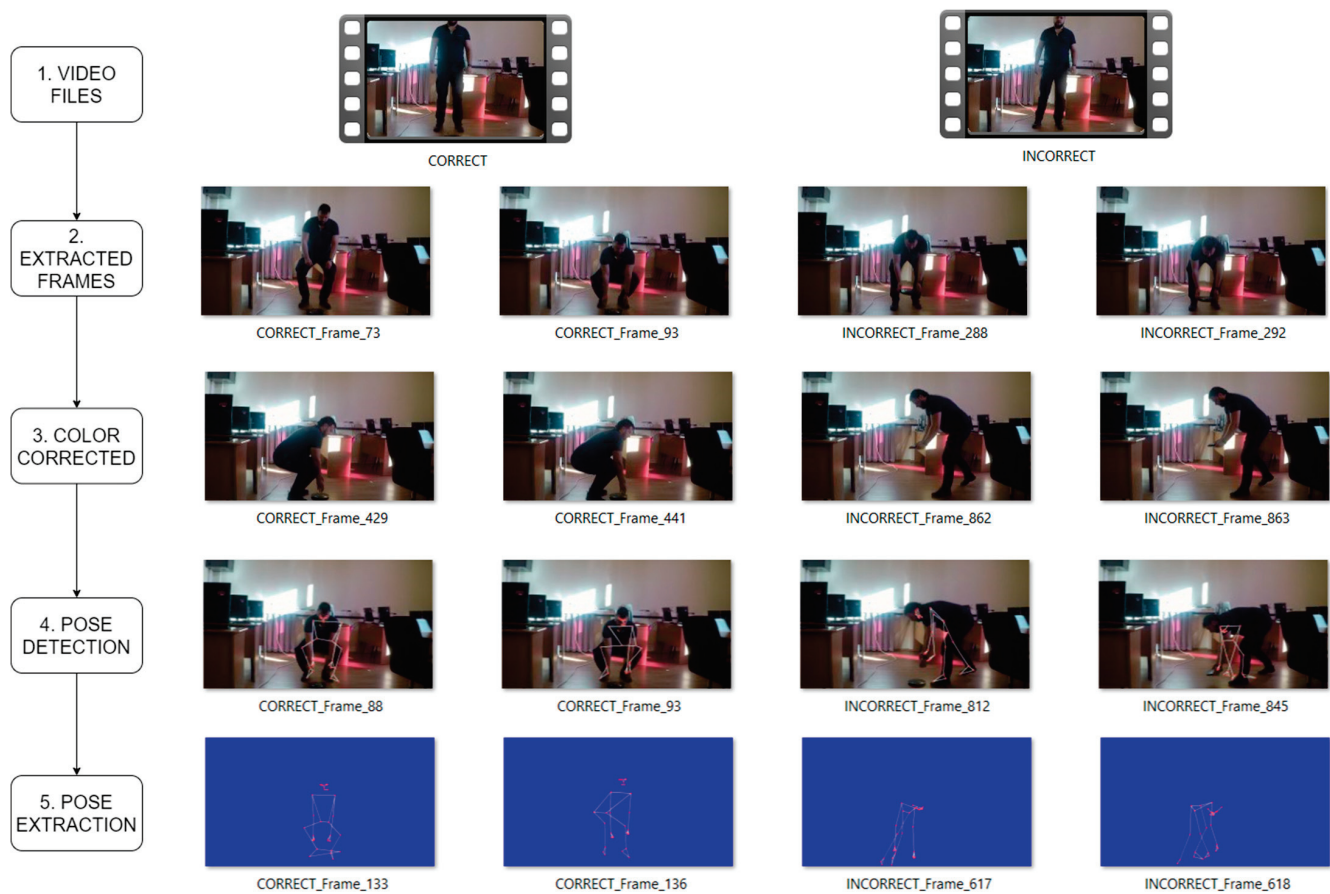 1. VIDEO
FILES
CORRECT
INCORRECT
2.
EXTRACTED
FRAMES
CORRECT_Frame_73
CORRECT_Frame_93
INCORRECT_Frame_288
INCORRECT_Frame_292
3. COLOR
CORRECTED
CORRECT_Frame_429
CORRECT_Frame_441
INCORRECT_Frame_862
INCORRECT_Frame_863
4. POSE
DETECTION
CORRECT_Frame_88
CORRECT_Frame_93
INCORRECT_Frame_812
INCORRECT_Frame_845
5. POSE
EXTRACTION
CORRECT_Frame_133
CORRECT_Frame_136
INCORRECT_Frame_617
INCORRECT_Frame_618